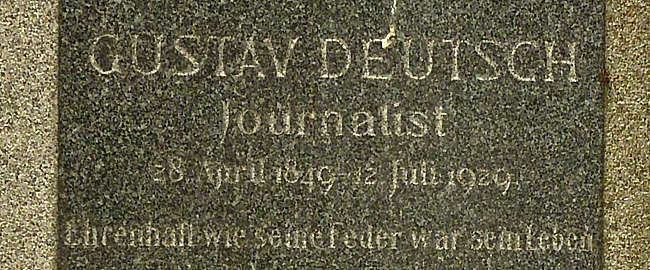 GUSTAV DEUTSCH
Journalist
28. April 1849-12. Juli 1929.
Ehrenhaft wie seine Feder war sein Leben